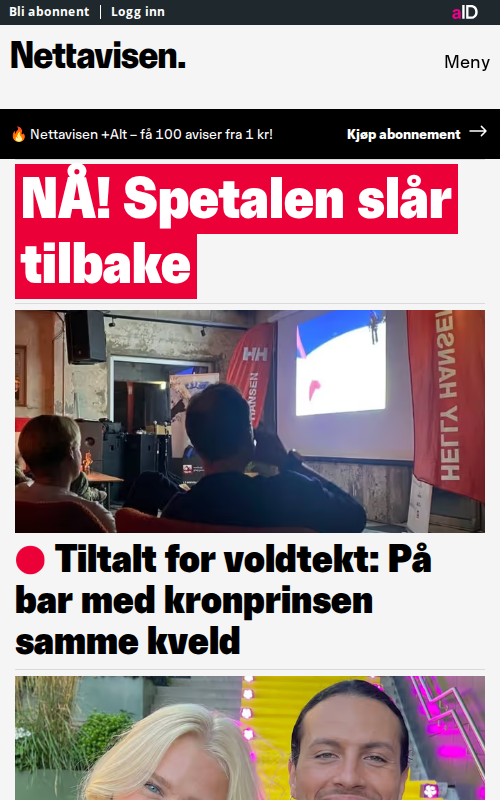 Bli abonnent | Logg inn
aID
Nettavisen.
Meny
🔥 Nettavisen +Alt – få 100 aviser fra 1 kr!
Kjøp abonnement →
NÅ! Spetalen slår
tilbake
HH
HANSEN
HELLY HANSEN
Tiltalt for voldtekt: På
bar med kronprinsen
samme kveld